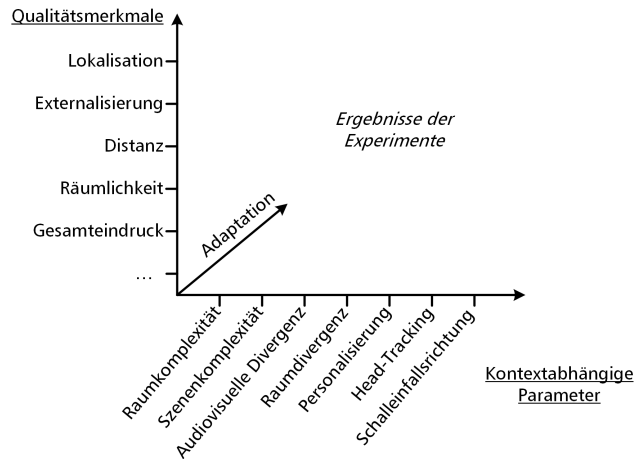 Qualitätsmerkmale
Lokalisation
Externalisierung
Distanz
Räumlichkeit
Gesamteindruck
...
Ergebnisse der
Experimente
Adaptation
Raumkomplexität
Szenenkomplexität
Audiovisuelle Divergenz
Raumdivergenz
Personalisierung
Head-Tracking
Schalleinfallsrichtung
Kontextabhängige
Parameter